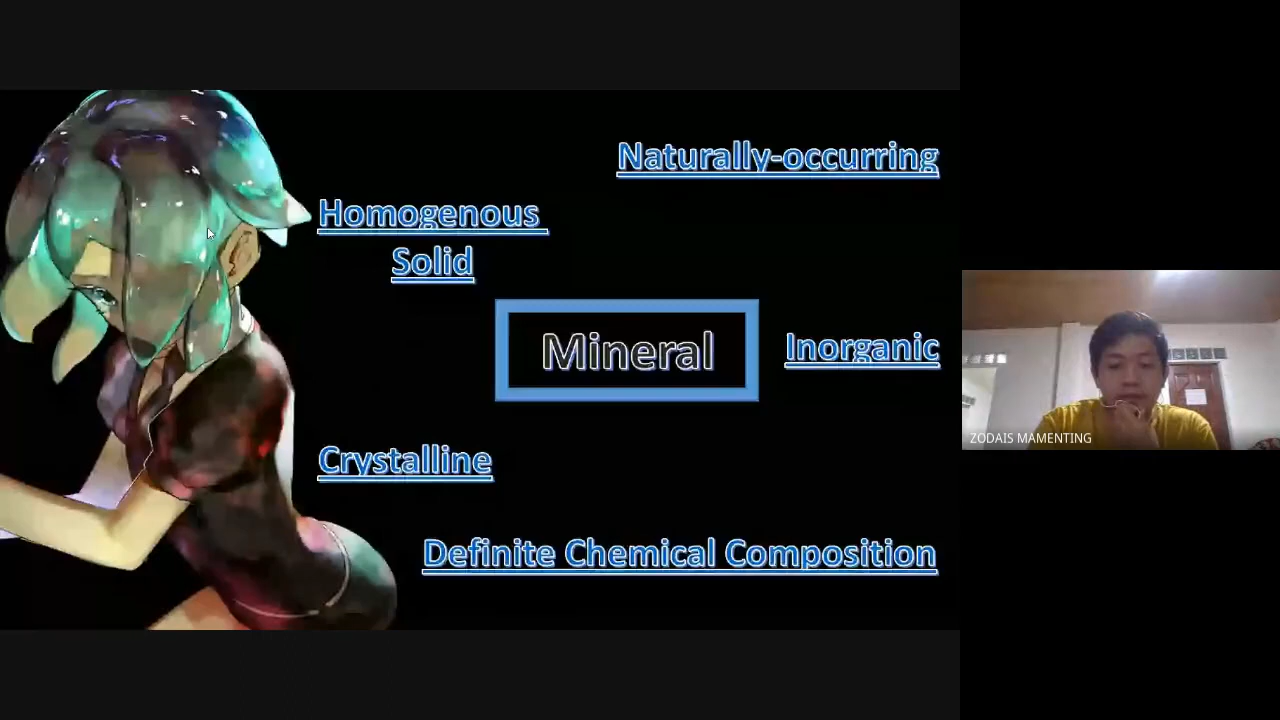 Naturally-occurring
Homogenous
Solid
Mineral
Inorganic
Crystalline
Definite Chemical Composition
ZODAIS MAMENTING